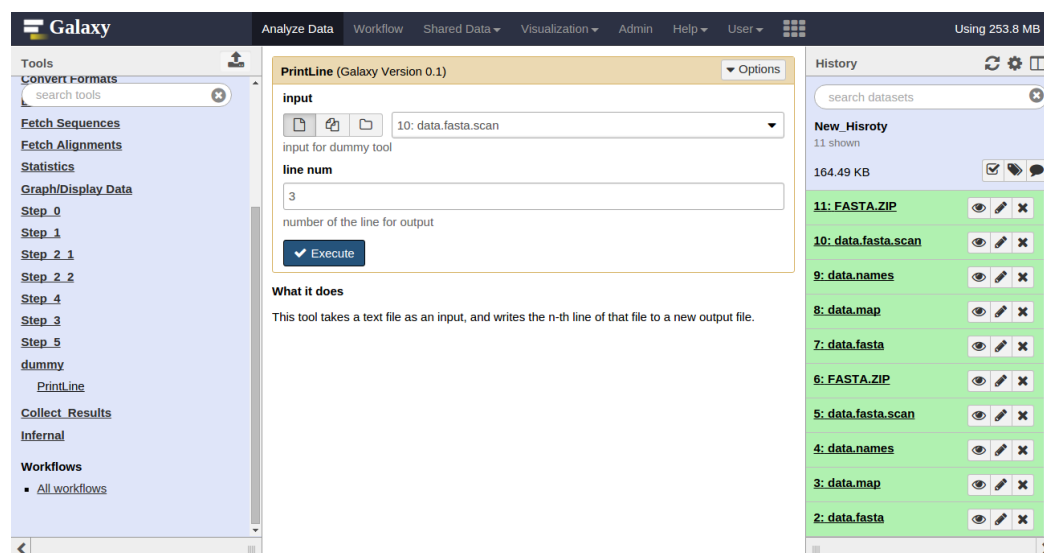 Galaxy
Analyze Data Workflow Shared Data Visualization Admin Help User Using 253.8 MB
Tools
Convert Formats
search tools
Fetch Sequences
Fetch Alignments
Statistics
Graph/Display Data
Step_0
Step_1
Step_2_1
Step_2_2
Step_4
Step_3
Step_5
dummy
PrintLine
Collect_Results
Internal
Workflows
All workflows
PrintLine (Galaxy Version 0.1) Options
input
10: data.fasta.scan
input for dummy tool
line num
3
number of the line for output
Execute
What it does
This tool takes a text file as an input, and writes the n-th line of that file to a new output file.
History
search datasets
New_Hisroty
11 shown
164.49 KB
11: FASTA.ZIP
10: data.fasta.scan
9: data.names
8: data.map
7: data.fasta
6: FASTA.ZIP
5: data.fasta.scan
4: data.names
3: data.map
2: data.fasta